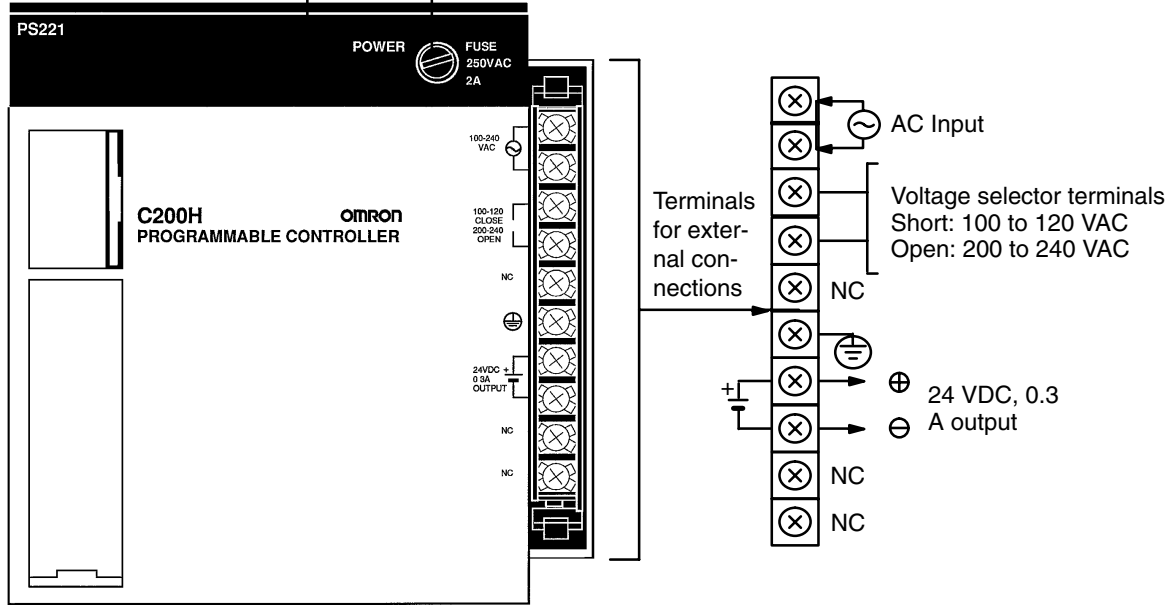 PS221
POWER
FUSE
250VAC
2A
100-240
VAC
C200H
OMRON
PROGRAMMABLE CONTROLLER
100-120
CLOSE
200-240
OPEN
NC
24VDC +
0 3A
OUTPUT
NC
NC
Terminals
for exter-
nal con-
nections
AC Input
Voltage selector terminals
Short: 100 to 120 VAC
Open: 200 to 240 VAC
NC
+
24 VDC, 0.3
A output
NC
NC